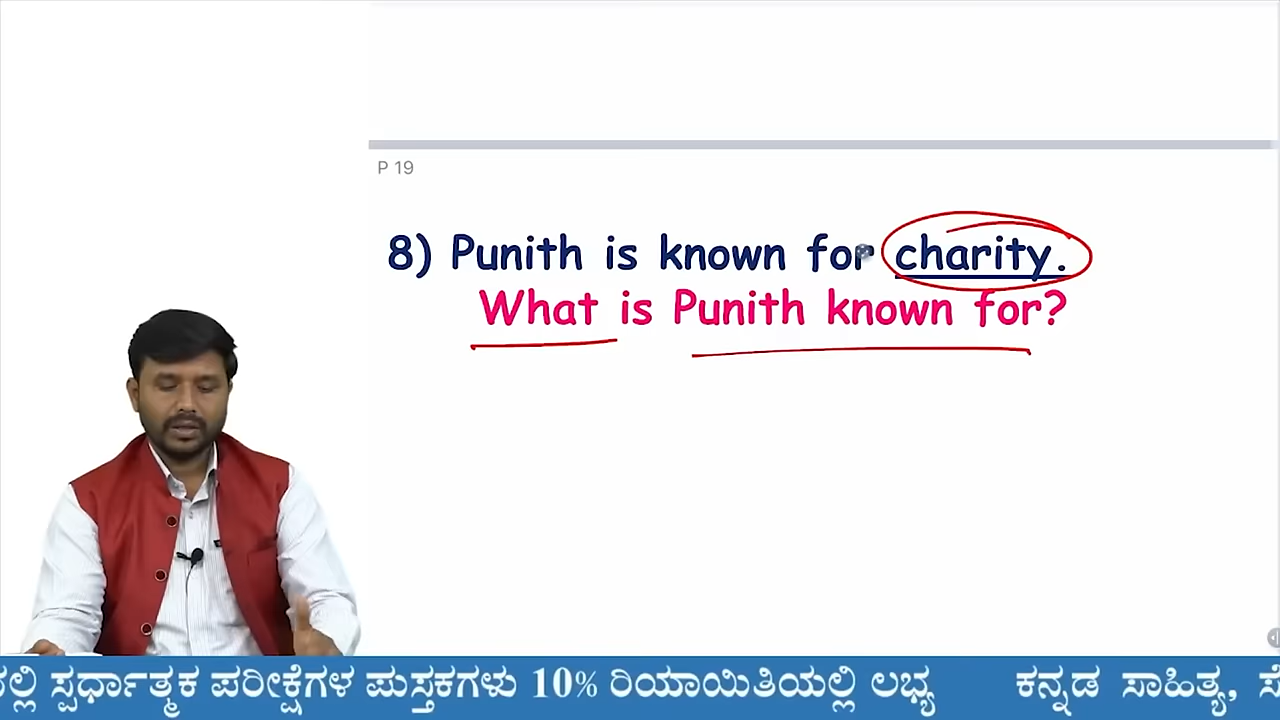 P 19
8) Punith is known for charity.
What is Punith known for?
ಸ್ಪರ್ಧಾತ್ಮಕ ಪರೀಕ್ಷೆಗಳ ಪುಸ್ತಕಗಳು 10% ರಿಯಾಯಿತಿಯಲ್ಲಿ ಲಭ್ಯ ಕನ್ನಡ ಸಾಹಿತ್ಯ,